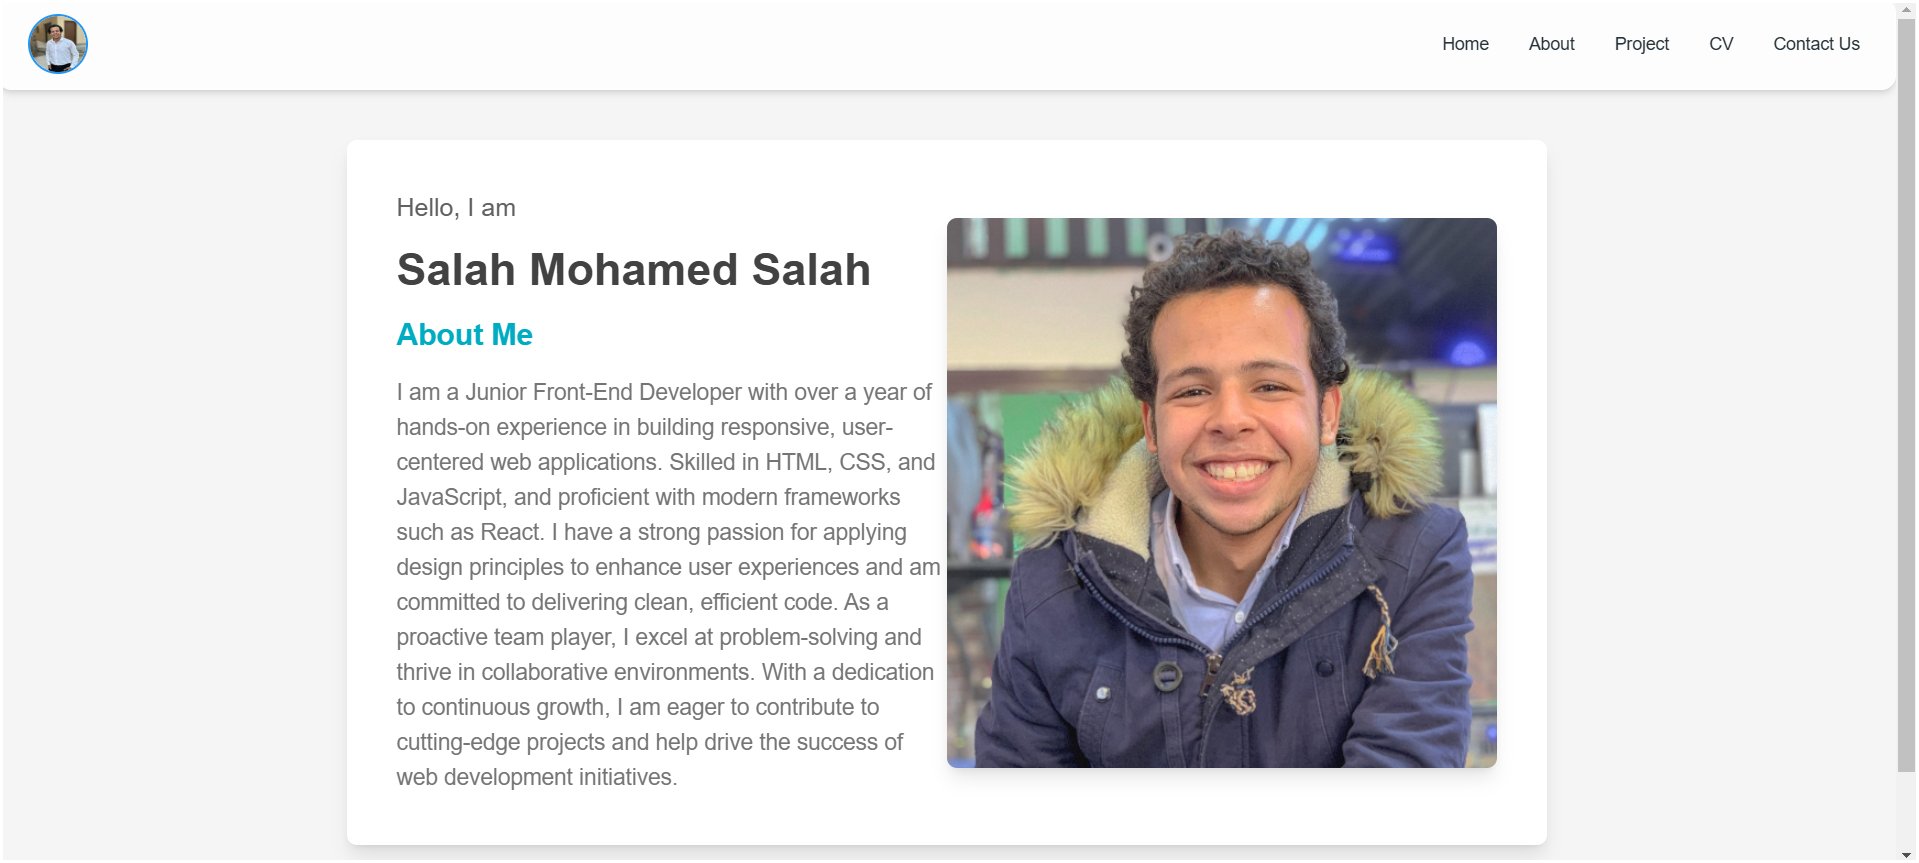 Home About Project CV Contact Us
Hello, I am
Salah Mohamed Salah
About Me
I am a Junior Front-End Developer with over a year of
hands-on experience in building responsive, user-
centered web applications. Skilled in HTML, CSS, and
JavaScript, and proficient with modern frameworks
such as React. I have a strong passion for applying
design principles to enhance user experiences and am
committed to delivering clean, efficient code. As a
proactive team player, I excel at problem-solving and
thrive in collaborative environments. With a dedication
to continuous growth, I am eager to contribute to
cutting-edge projects and help drive the success of
web development initiatives.